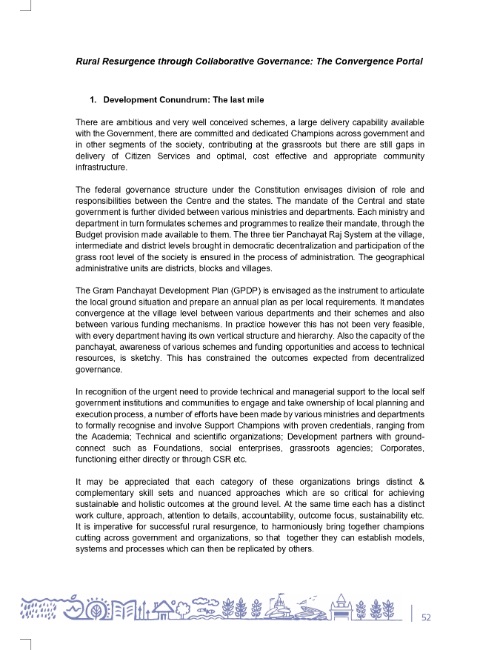 Rural Resurgence through Collaborative Governance: The Convergence Portal
1. Development Conundrum: The last mile
There are ambitious and very well conceived schemes, a large delivery capability available
with the Government, there are committed and dedicated Champions across government and
in other segments of the society, contributing at the grassroots but there are still gaps in
delivery of Citizen Services and optimal, cost effective and appropriate community
infrastructure.
The federal governance structure under the Constitution envisages division of role and
responsibilities between the Centre and the states. The mandate of the Central and state
government is further divided between various ministries and departments. Each ministry and
department in turn formulates schemes and programmes to realize their mandate, through the
Budget provision made available to them. The three tier Panchayat Raj System at the village,
intermediate and district levels brought in democratic decentralization and participation of the
grass root level of the society is ensured in the process of administration. The geographical
administrative units are districts, blocks and villages.
The Gram Panchayat Development Plan (GPDP) is envisaged as the instrument to articulate
the local ground situation and prepare an annual plan as per local requirements. It mandates
convergence at the village level between various departments and their schemes and also
between various funding mechanisms. In practice however this has not been very feasible,
with every department having its own vertical structure and hierarchy. Also the capacity of the
panchayat, awareness of various schemes and funding opportunities and access to technical
resources, is sketchy. This has constrained the outcomes expected from decentralized
governance.
In recognition of the urgent need to provide technical and managerial support to the local self
government institutions and communities to engage and take ownership of local planning and
execution process, a number of efforts have been made by various ministries and departments
to formally recognise and involve Support Champions with proven credentials, ranging from
the Academia; Technical and scientific organizations; Development partners with ground-
connect such as Foundations, social enterprises, grassroots agencies; Corporates,
functioning either directly or through CSR etc.
It may be appreciated that each category of these organizations brings distinct &
complementary skill sets and nuanced approaches which are so critical for achieving
sustainable and holistic outcomes at the ground level. At the same time each has a distinct
work culture, approach, attention to details, accountability, outcome focus, sustainability etc.
It is imperative for successful rural resurgence, to harmoniously bring together champions
cutting across government and organizations, so that together they can establish models,
systems and processes which can then be replicated by others.
52